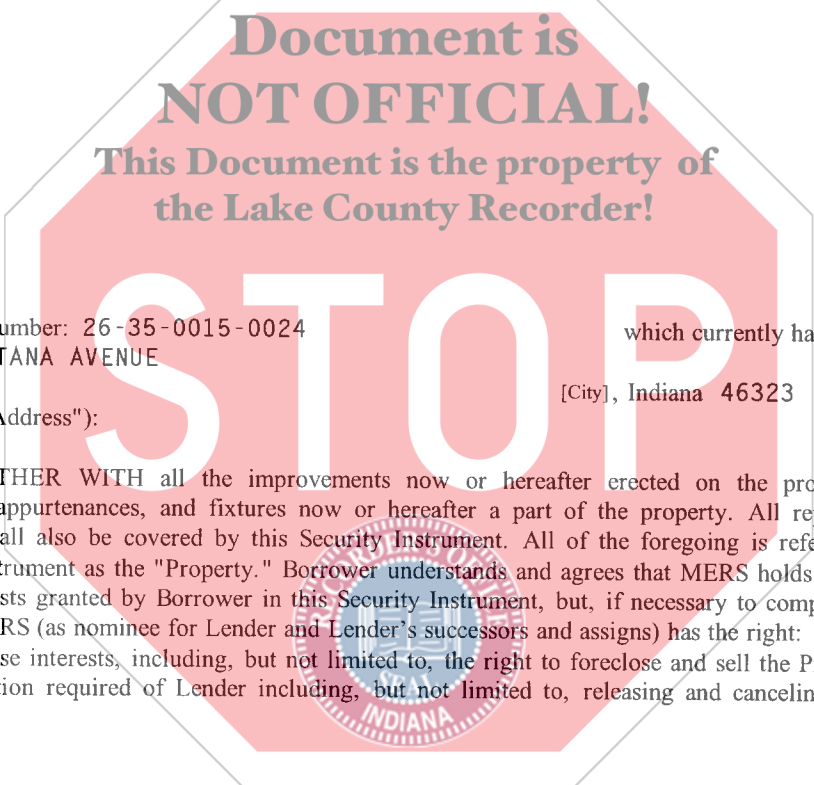 Document is
NOT OFFICIAL!
This Document is the property of
the Lake County Recorder!
STOP
umber: 26-35-0015-0024 which currently ha
TANA AVENUE
[City], Indiana 46323
Address"):
THER WITH all the improvements now or hereafter erected on the pro
appurtenances, and fixtures now or hereafter a part of the property. All re
all also be covered by this Security Instrument. All of the foregoing is refe
trument as the "Property." Borrower understands and agrees that MERS holds
sts granted by Borrower in this Security Instrument, but, if necessary to comp
RS (as nominee for Lender and Lender's successors and assigns) has the right:
se interests, including, but not limited to, the right to foreclose and sell the P
tion required of Lender including, but not limited to, releasing and cancelin
RECORDER'S OFFICE
SEAL
INDIANA